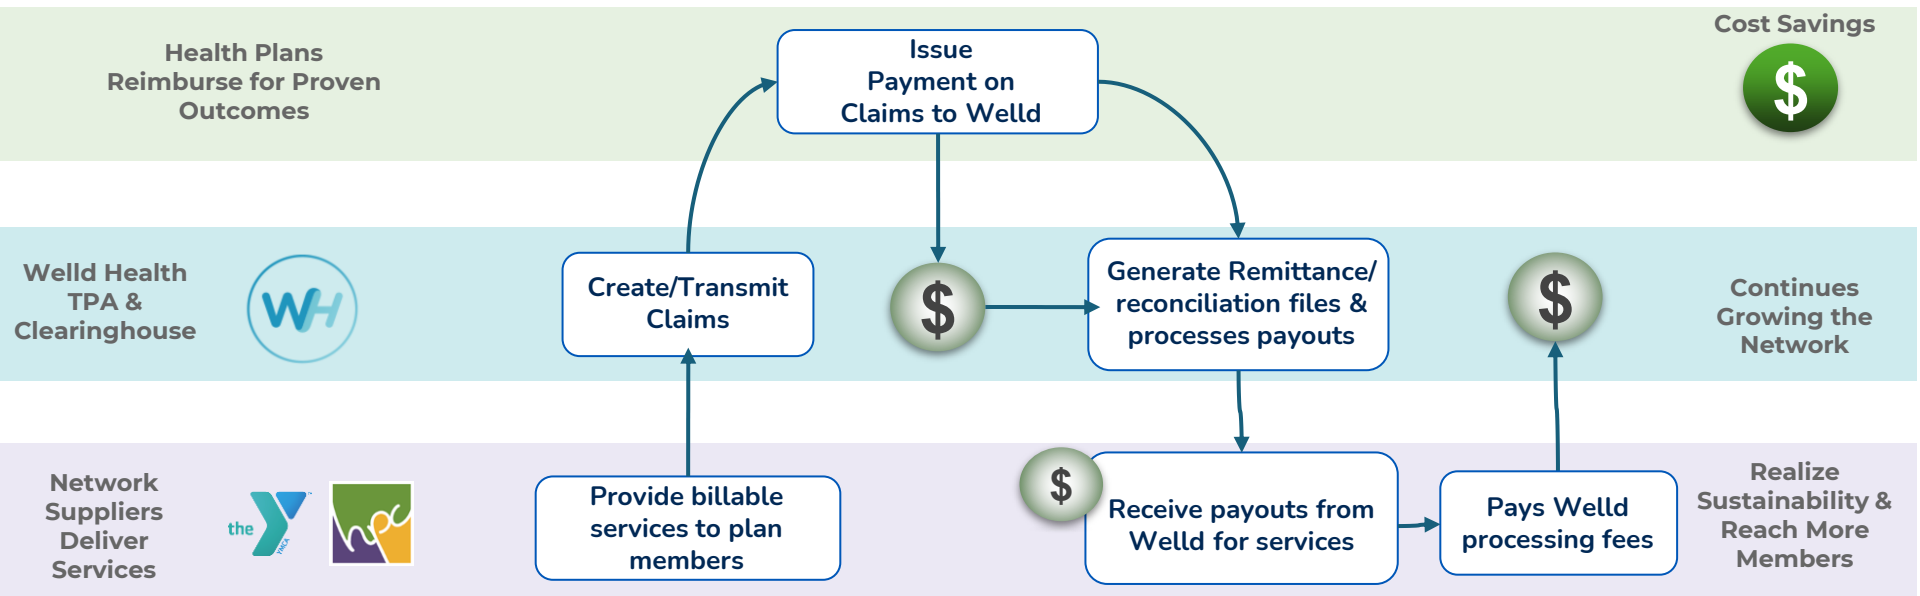 Health Plans
Reimburse for Proven
Outcomes
Issue
Payment on
Claims to Welld
Cost Savings
$
Welld Health
TPA &
Clearinghouse
WH
Create/Transmit
Claims
$
Generate Remittance/
reconciliation files &
processes payouts
$
Continues
Growing the
Network
Network
Suppliers
Deliver
Services
the Y
YMCA
hpc
Provide billable
services to plan
members
$
Receive payouts from
Welld for services
Pays Welld
processing fees
Realize
Sustainability &
Reach More
Members